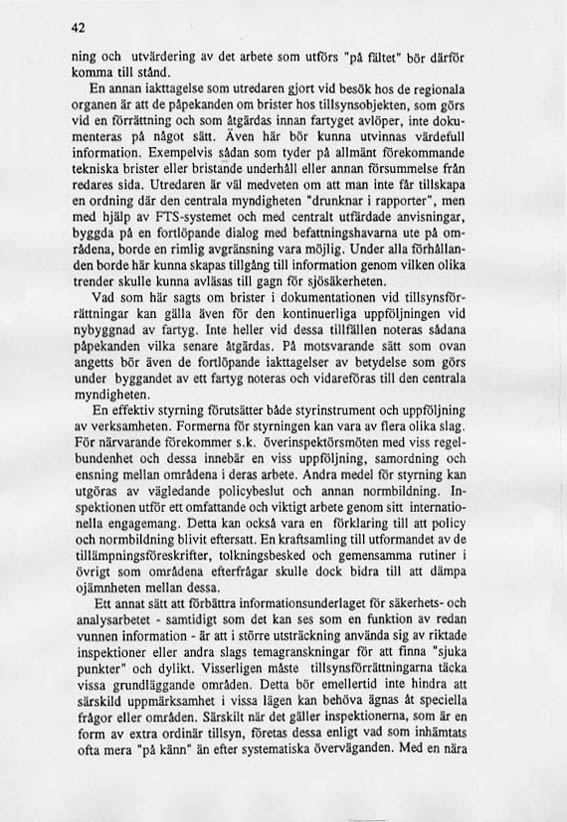 42
ning och utvärdering av det arbete som utförs "på fältet" bör därför
komma till stånd.
En annan iakttagelse som utredaren gjort vid besök hos de regionala
organen är att de påpekanden om brister hos tillsynsobjekten, som görs
vid en förrättning och som åtgärdas innan fartyget avlöper, inte doku-
menteras på något sätt. Även här bör kunna utvinnas värdefull
information. Exempelvis sådan som tyder på allmänt förekommande
tekniska brister eller bristande underhåll eller annan försummelse från
redares sida. Utredaren är väl medveten om att man inte får tillskapa
en ordning där den centrala myndigheten "drunknar i rapporter", men
med hjälp av FTS-systemet och med centralt utfärdade anvisningar,
byggda på en fortlöpande dialog med befattningshavarna ute på om-
rådena, borde en rimlig avgränsning vara möjlig. Under alla förhållan-
den borde här kunna skapas tillgång till information genom vilken olika
trender skulle kunna avläsas till gagn för sjösäkerheten.
Vad som här sagts om brister i dokumentationen vid tillsynsför-
rättningar kan gälla även för den kontinuerliga uppföljningen vid
nybyggnad av fartyg. Inte heller vid dessa tillfällen noteras sådana
påpekanden vilka senare åtgärdas. På motsvarande sätt som ovan
angetts bör även de fortlöpande iakttagelser av betydelse som görs
under byggandet av ett fartyg noteras och vidareföras till den centrala
myndigheten.
En effektiv styrning förutsätter både styrinstrument och uppföljning
av verksamheten. Formerna för styrningen kan vara av flera olika slag.
För närvarande förekommer s.k. överinspektörsmöten med viss regel-
bundenhet och dessa innebär en viss uppföljning, samordning och
ensning mellan områdena i deras arbete. Andra medel för styrning kan
utgöras av vägledande policybeslut och annan normbildning. In-
spektionen utför ett omfattande och viktigt arbete genom sitt internatio-
nella engagemang. Detta kan också vara en förklaring till att policy
och normbildning blivit eftersatt. En kraftsamling till utformandet av de
tillämpningsföreskrifter, tolkningsbesked och gemensamma rutiner i
övrigt som områdena efterfrågar skulle dock bidra till att dämpa
ojämnheten mellan dessa.
Ett annat sätt att förbättra informationsunderlaget för säkerhets- och
analysarbetet - samtidigt som det kan ses som en funktion av redan
vunnen information - är att i större utsträckning använda sig av riktade
inspektioner eller andra slags temagranskningar för att finna "sjuka
punkter" och dylikt. Visserligen måste tillsynsförrättningarna täcka
vissa grundläggande områden. Detta bör emellertid inte hindra att
särskild uppmärksamhet i vissa lägen kan behöva ägnas åt speciella
frågor eller områden. Särskilt när det gäller inspektionerna, som är en
form av extra ordinär tillsyn, företas dessa enligt vad som inhämtats
ofta mera "på känn" än efter systematiska överväganden. Med en nära